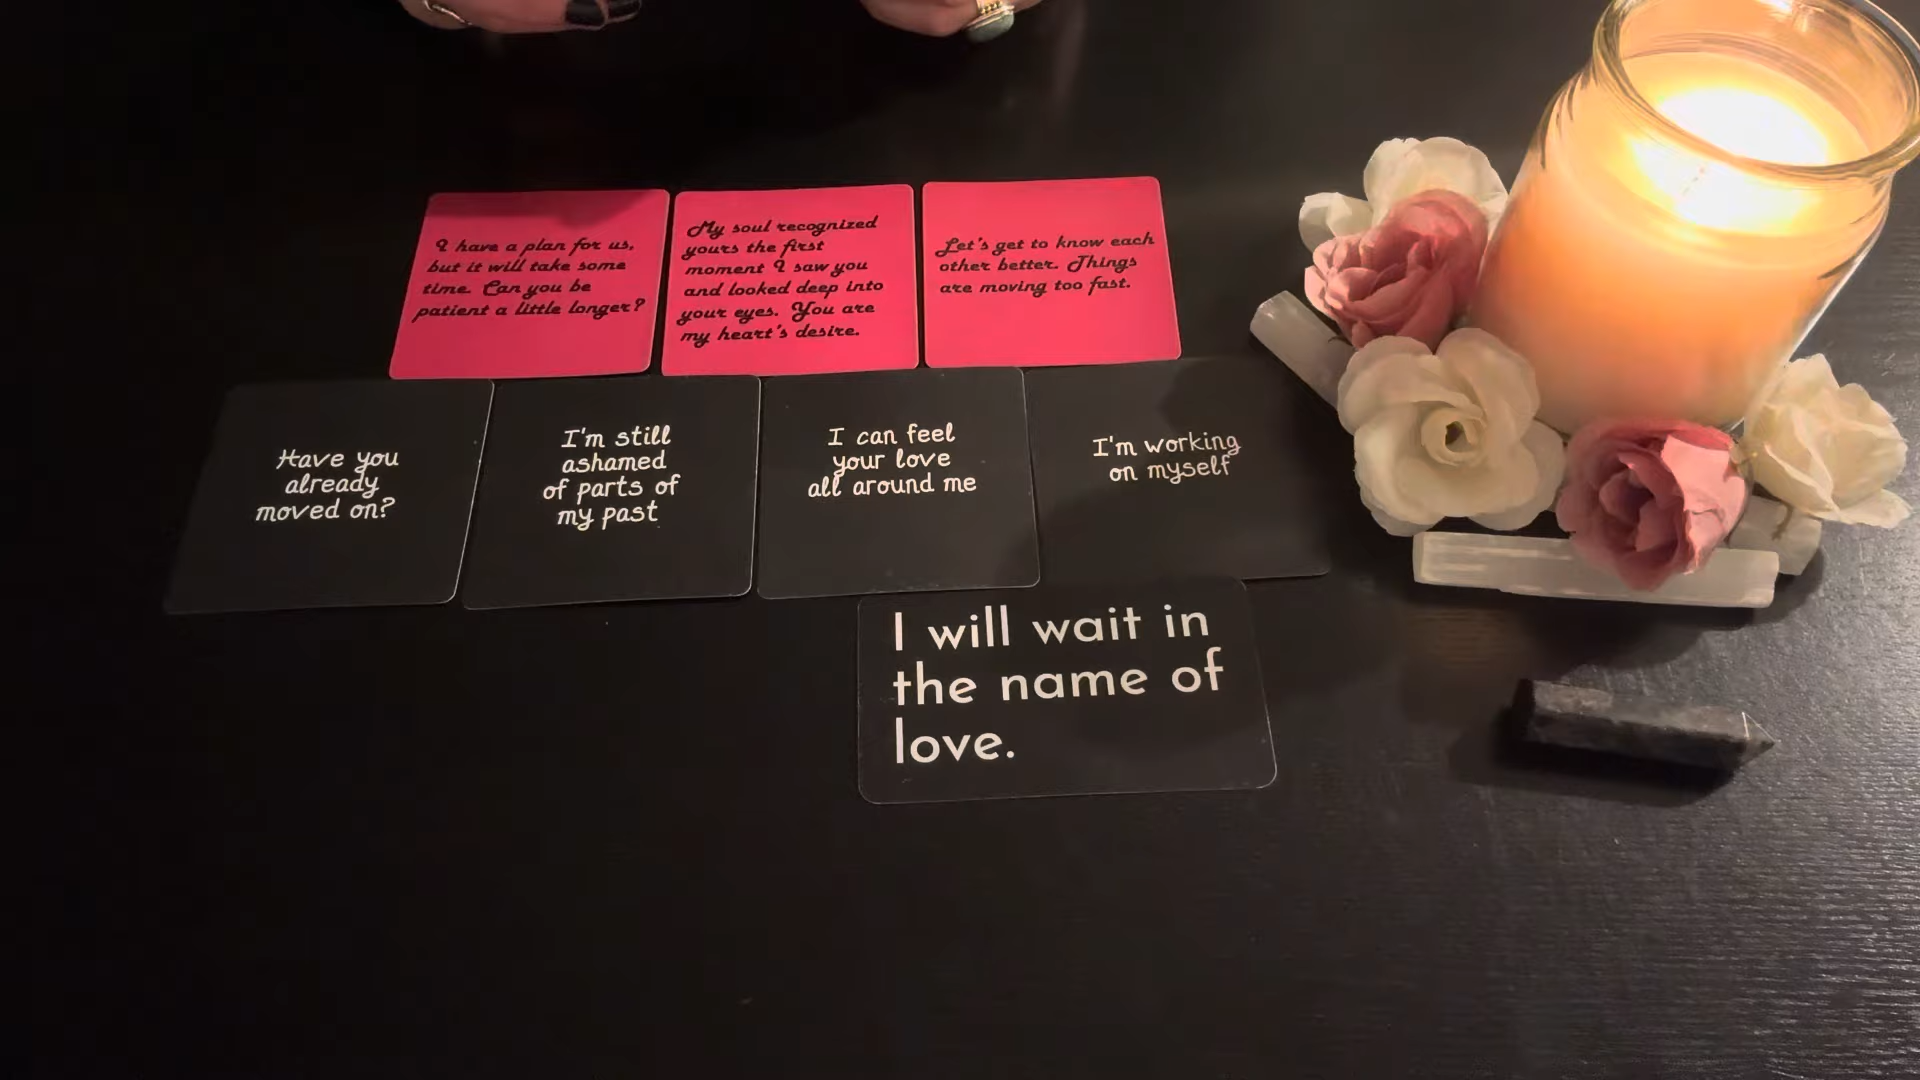 I have a plan for us,
but it will take some
time. Can you be
patient a little longer?
My soul recognized
yours the first
moment I saw you
and looked deep into
your eyes. You are
my heart's desire.
Let's get to know each
other better. Things
are moving too fast.
Have you
already
moved on?
I'm still
ashamed
of parts of
my past
I can feel
your love
all around me
I'm working
on myself
I will wait in
the name of
love.